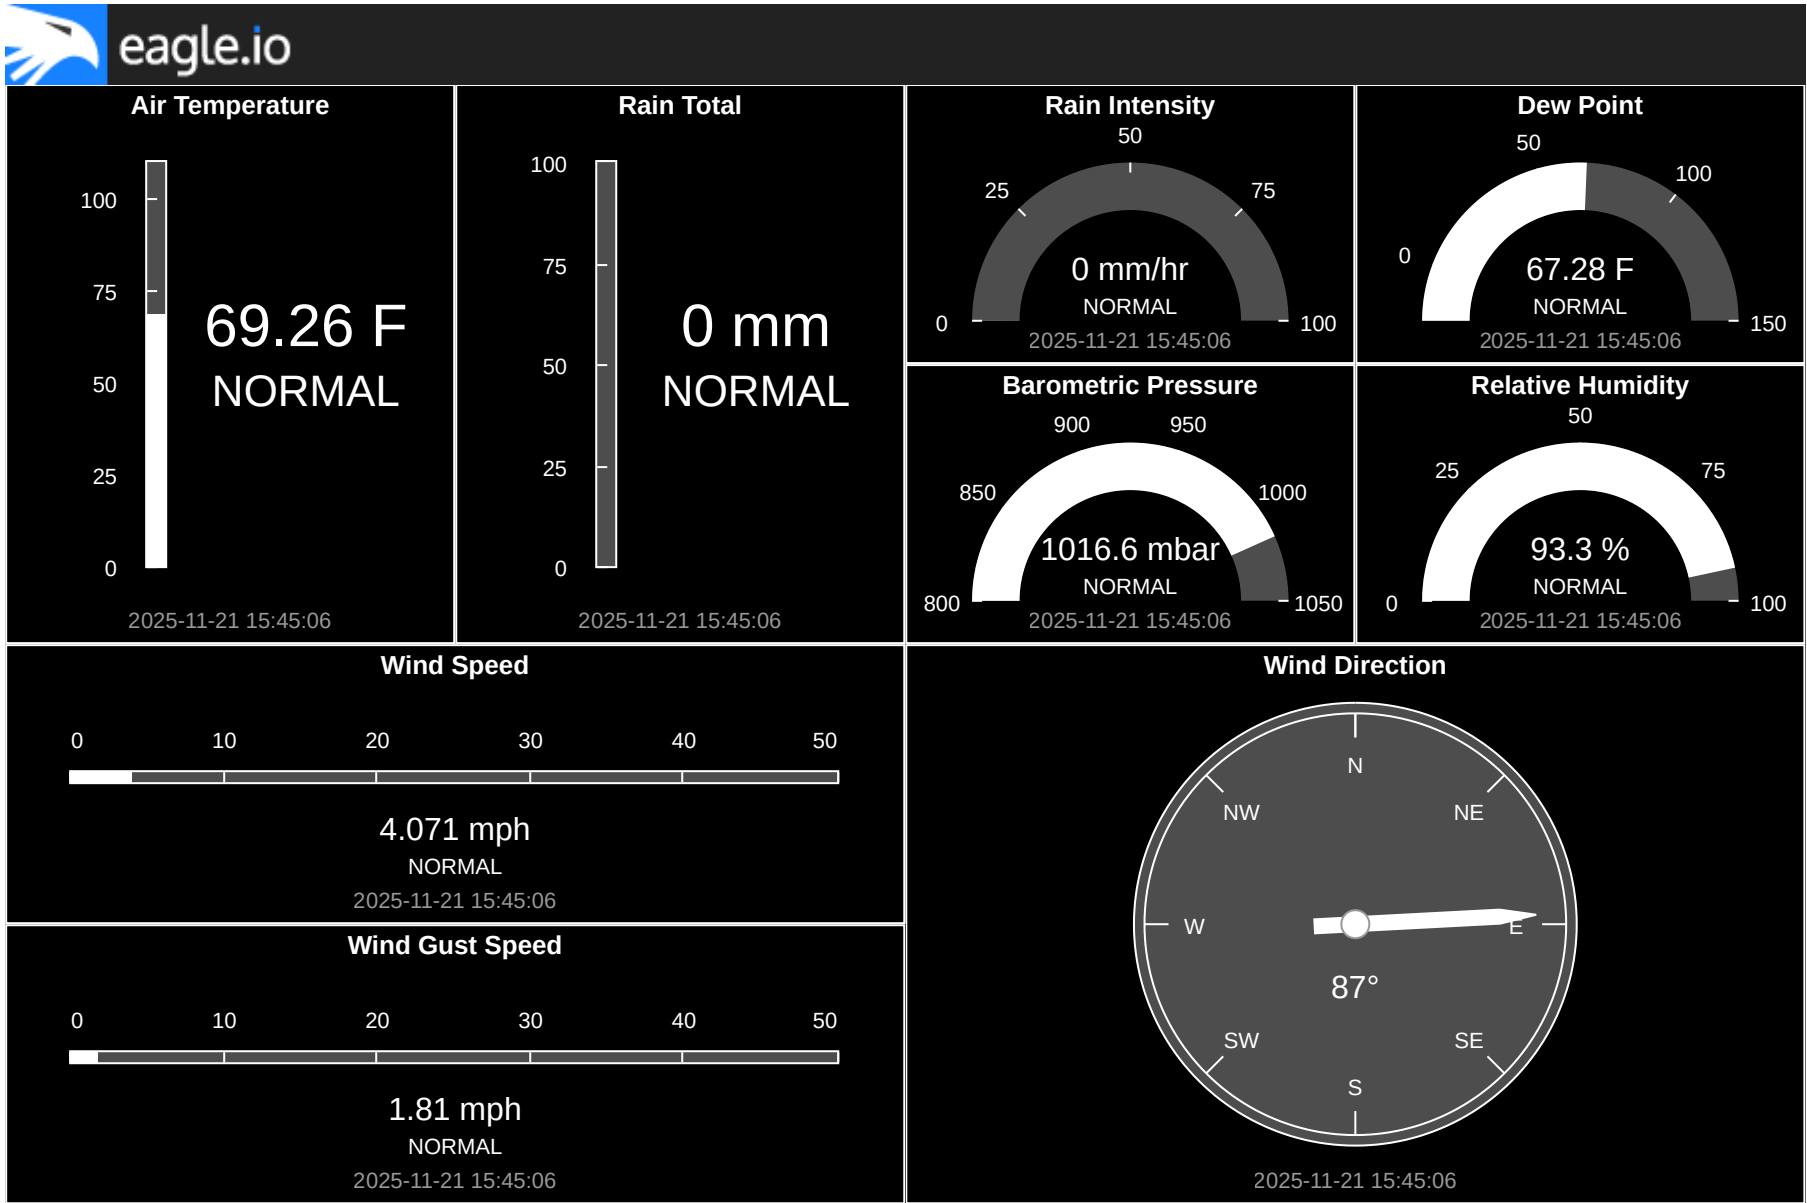 eagle.io
Air Temperature
100
75
50
25
0
69.26 F
NORMAL
2025-11-21 15:45:06
Rain Total
100
75
50
25
0
0 mm
NORMAL
2025-11-21 15:45:06
Rain Intensity
50
25
75
0
100
0 mm/hr
NORMAL
2025-11-21 15:45:06
Dew Point
50
100
0
150
67.28 F
NORMAL
2025-11-21 15:45:06
Barometric Pressure
900
950
850
1000
800
1050
1016.6 mbar
NORMAL
2025-11-21 15:45:06
Relative Humidity
50
25
75
0
100
93.3 %
NORMAL
2025-11-21 15:45:06
Wind Speed
0 10 20 30 40 50
4.071 mph
NORMAL
2025-11-21 15:45:06
Wind Gust Speed
0 10 20 30 40 50
1.81 mph
NORMAL
2025-11-21 15:45:06
Wind Direction
N
NW NE
W E
87°
SW SE
S
2025-11-21 15:45:06